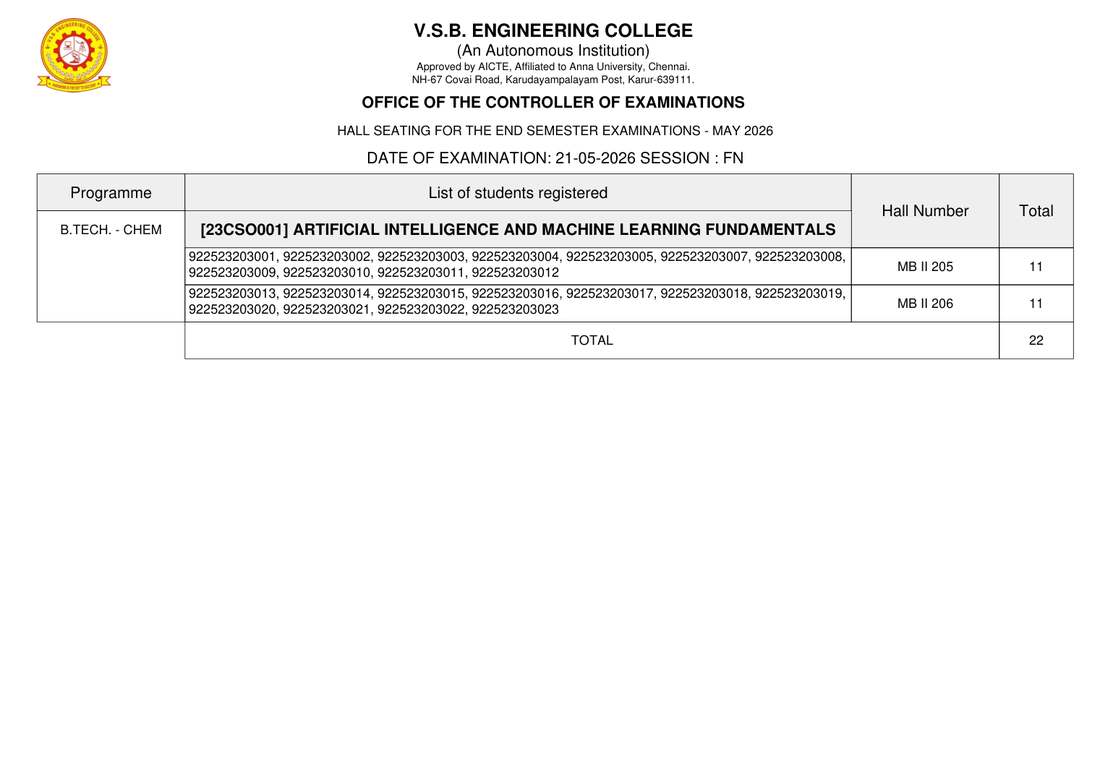 V.S.B. ENGINEERING COLLEGE
(An Autonomous Institution)
Approved by AICTE, Affiliated to Anna University, Chennai.
NH-67 Covai Road, Karudayampalayam Post, Karur-639111.
OFFICE OF THE CONTROLLER OF EXAMINATIONS
HALL SEATING FOR THE END SEMESTER EXAMINATIONS - MAY 2026
DATE OF EXAMINATION: 21-05-2026 SESSION : FN
Programme
List of students registered
Hall Number
Total
B.TECH. - CHEM
[23CSO001] ARTIFICIAL INTELLIGENCE AND MACHINE LEARNING FUNDAMENTALS
922523203001, 922523203002, 922523203003, 922523203004, 922523203005, 922523203007, 922523203008,
922523203009, 922523203010, 922523203011, 922523203012
MB II 205
11
922523203013, 922523203014, 922523203015, 922523203016, 922523203017, 922523203018, 922523203019,
922523203020, 922523203021, 922523203022, 922523203023
MB II 206
11
TOTAL
22